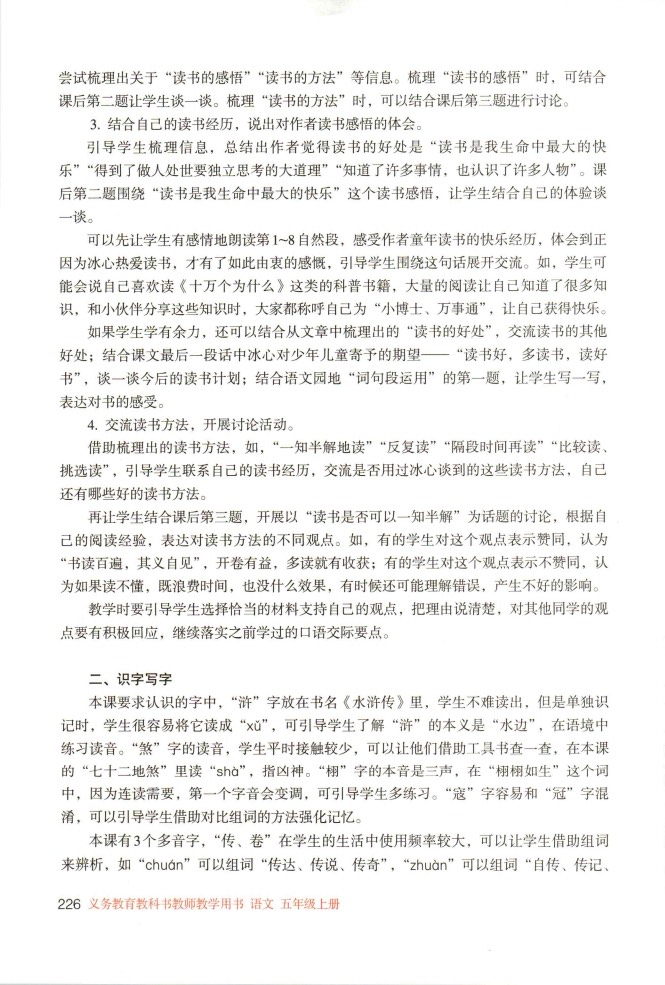 尝试梳理出关于“读书的感悟”“读书的方法”等信息。梳理“读书的感悟”时，可结合
课后第二题让学生谈一谈。梳理“读书的方法”时，可以结合课后第三题进行讨论。
3. 结合自己的读书经历，说出对作者读书感悟的体会。
引导学生梳理信息，总结出作者觉得读书的好处是“读书是我生命中最大的快
乐”“得到了做人处世要独立思考的大道理”“知道了许多事情，也认识了许多人物”。课
后第二题围绕“读书是我生命中最大的快乐”这个读书感悟，让学生结合自己的体验谈
一谈。
可以先让学生有感情地朗读第1~8自然段，感受作者童年读书的快乐经历，体会到正
因为冰心热爱读书，才有了如此由衷的感慨，引导学生围绕这句话展开交流。如，学生可
能会说自己喜欢读《十万个为什么》这类的科普书籍，大量的阅读让自己知道了很多知
识，和小伙伴分享这些知识时，大家都称呼自己为“小博士、万事通”，让自己获得快乐。
如果学生学有余力，还可以结合从文章中梳理出的“读书的好处”，交流读书的其他
好处；结合课文最后一段话中冰心对少年儿童寄予的期望——“读书好，多读书，读好
书”，谈一谈今后的读书计划；结合语文园地“词句段运用”的第一题，让学生写一写，
表达对书的感受。
4. 交流读书方法，开展讨论活动。
借助梳理出的读书方法，如，“一知半解地读”“反复读”“隔段时间再读”“比较读、
挑选读”，引导学生联系自己的读书经历，交流是否用过冰心谈到的这些读书方法，自己
还有哪些好的读书方法。
再让学生结合课后第三题，开展以“读书是否可以一知半解”为话题的讨论，根据自
己的阅读经验，表达对读书方法的不同观点。如，有的学生对这个观点表示赞同，认为
“书读百遍，其义自见”，开卷有益，多读就有收获；有的学生对这个观点表示不赞同，认
为如果读不懂，既浪费时间，也没什么效果，有时候还可能理解错误，产生不好的影响。
教学时要引导学生选择恰当的材料支持自己的观点，把理由说清楚，对其他同学的观
点要有积极回应，继续落实之前学过的口语交际要点。
二、识字写字
本课要求认识的字中，“浒”字放在书名《水浒传》里，学生不难读出，但是单独识
记时，学生很容易将它读成“xǔ”，可引导学生了解“浒”的本义是“水边”，在语境中
练习读音。“煞”字的读音，学生平时接触较少，可以让他们借助工具书查一查，在本课
的“七十二地煞”里读“shà”，指凶神。“栩”字的本音是三声，在“栩栩如生”这个词
中，因为连读需要，第一个字音会变调，可引导学生多练习。“寇”字容易和“冠”字混
淆，可以引导学生借助对比组词的方法强化记忆。
本课有3个多音字，“传、卷”在学生的生活中使用频率较大，可以让学生借助组词
来辨析，如“chuán”可以组词“传达、传说、传奇”，“zhuàn”可以组词“自传、传记、
226 义务教育教科书教师教学用书 语文 五年级上册